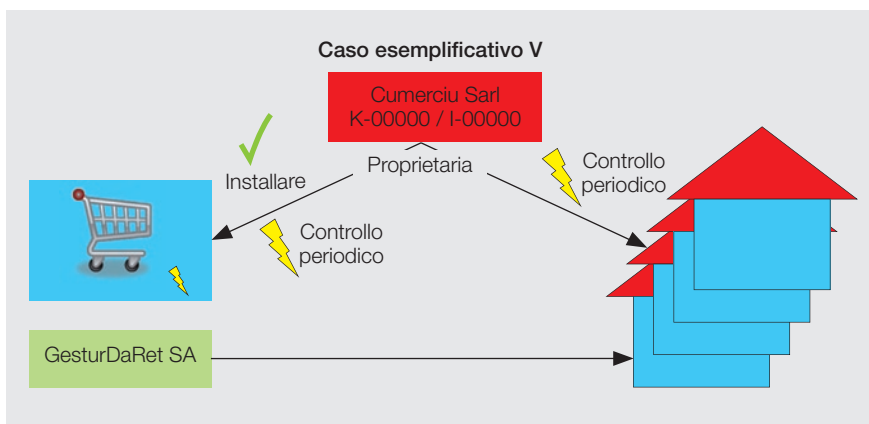 Caso esemplificativo V
Cumerciu Sarl
K-00000 / I-00000
Proprietaria
Installare
Controllo
periodico
Controllo
periodico
GesturDaRet SA